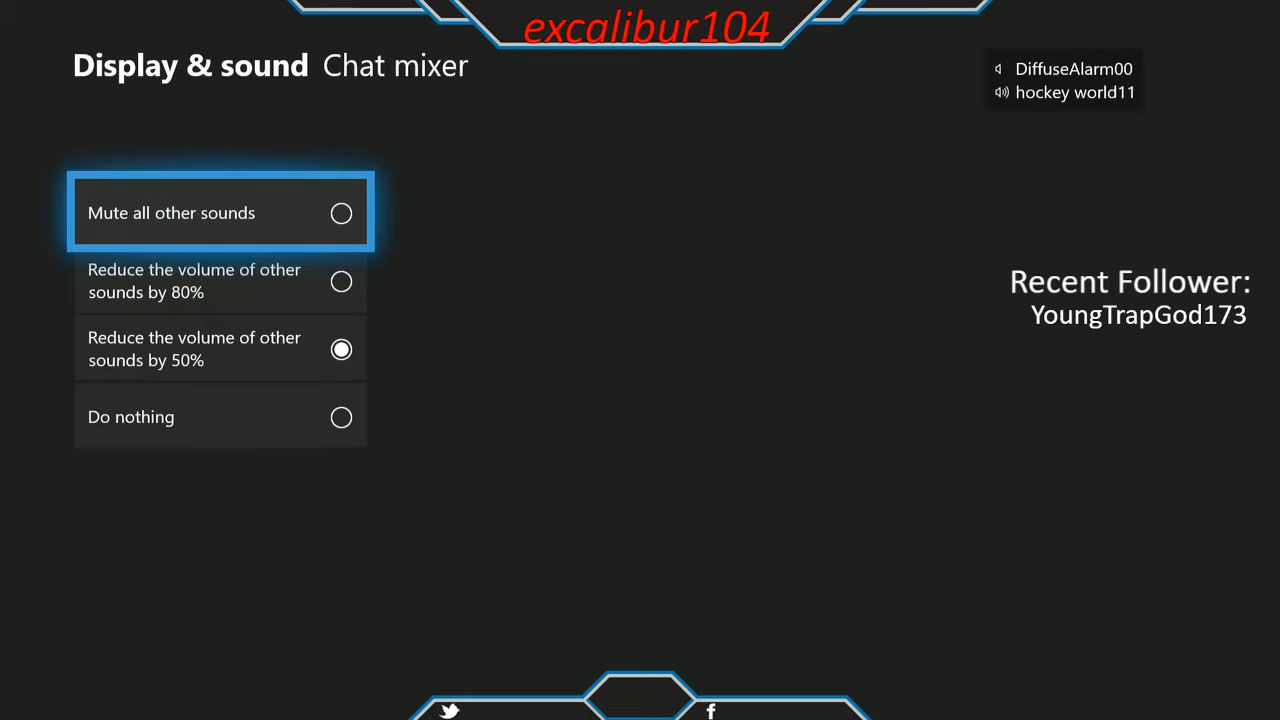 excalibur104
Display & sound Chat mixer
DiffuseAlarm00
hockey world11
Mute all other sounds
Reduce the volume of other
sounds by 80%
Reduce the volume of other
sounds by 50%
Do nothing
Recent Follower:
YoungTrapGod173